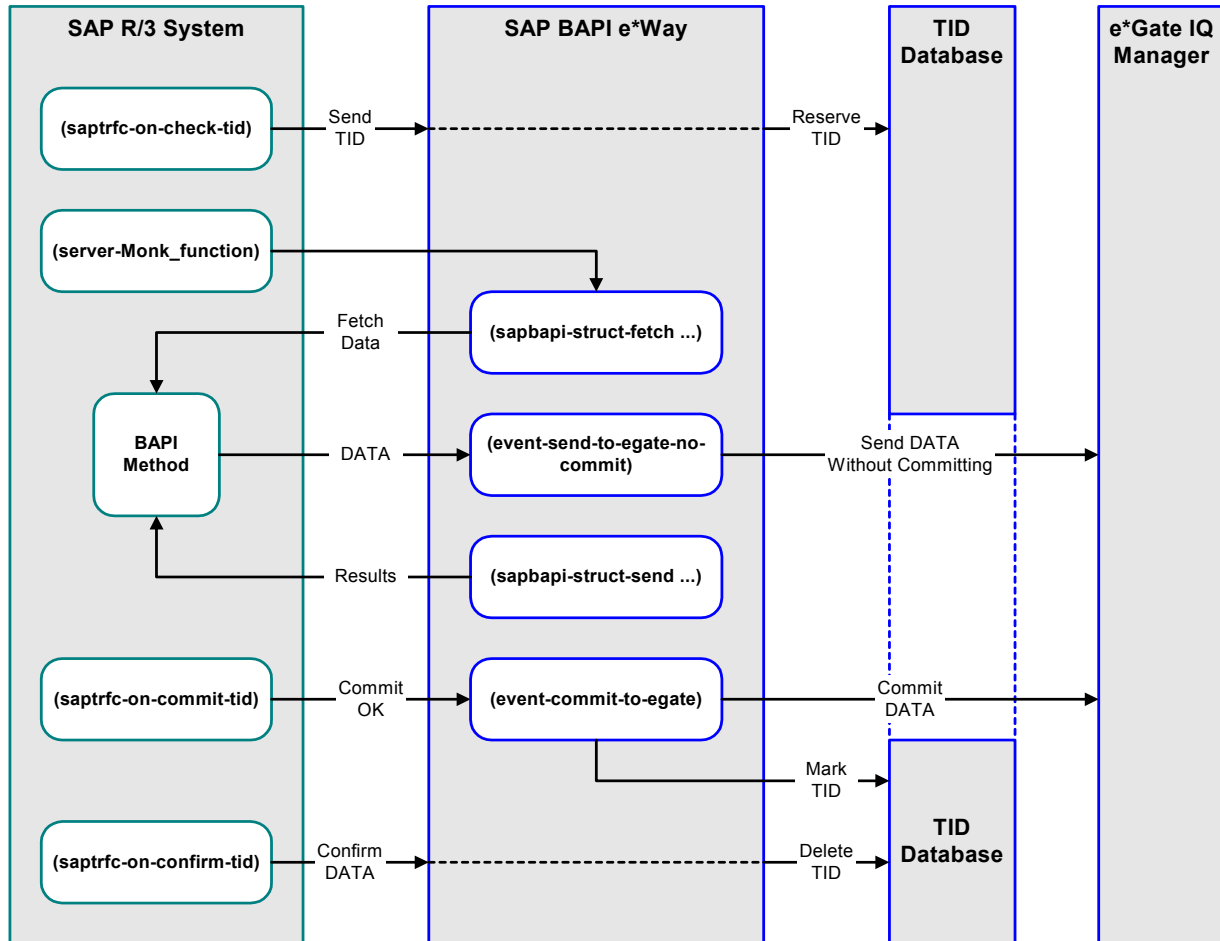 SAP R/3 System
SAP BAPI e*Way
TID
Database
e*Gate IQ
Manager
(saptrfc-on-check-tid)
Send
TID
Reserve
TID
(server-Monk_function)
Fetch
Data
(sapbapi-struct-fetch ...)
BAPI
Method
DATA
(event-send-to-egate-no-
commit)
Send DATA
Without Committing
Results
(sapbapi-struct-send ...)
(saptrfc-on-commit-tid)
Commit
OK
(event-commit-to-egate)
Commit
DATA
Mark
TID
(saptrfc-on-confirm-tid)
Confirm
DATA
Delete
TID
TID
Database